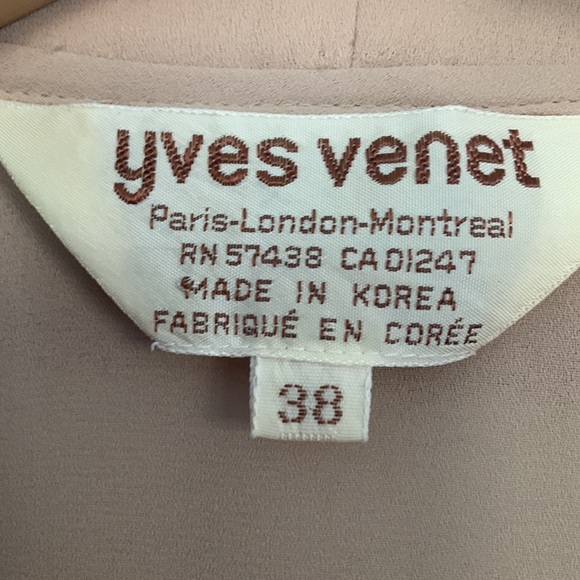 yves venet
Paris-London-Montreal
RN 57438 CA 01247
MADE IN KOREA
FABRIQUÉ EN CORÉE
38